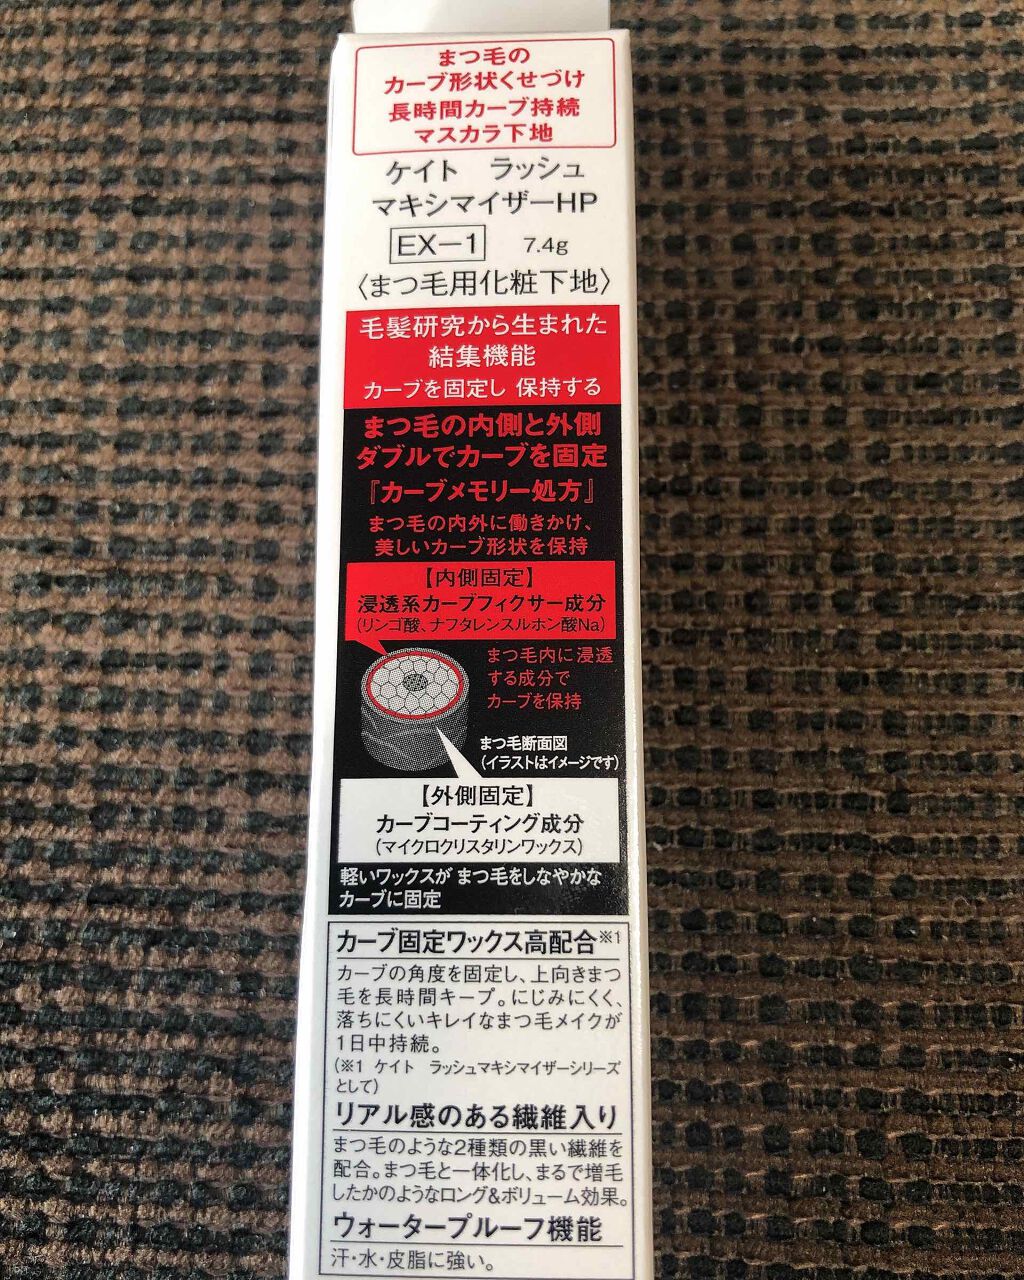 まつ毛の
カーブ形状くせづけ
長時間カーブ持続
マスカラ下地
ケイト ラッシュ
マキシマイザーHP
EX-1 7.4g
〈まつ毛用化粧下地〉
毛髪研究から生まれた
結集機能
カーブを固定し 保持する
まつ毛の内側と外側
ダブルでカーブを固定
『カーブメモリー処方』
まつ毛の内外に働きかけ、
美しいカーブ形状を保持
【内側固定】
浸透系カーブフィクサー成分
(リンゴ酸、ナフタレンスルホン酸Na)
まつ毛内に浸透
する成分で
カーブを保持
まつ毛断面図
(イラストはイメージです)
【外側固定】
カーブコーティング成分
(マイクロクリスタリンワックス)
軽いワックスが まつ毛をしなやかな
カーブに固定
カーブ固定ワックス高配合※1
カーブの角度を固定し、上向きまつ
毛を長時間キープ。にじみにくく、
落ちにくいキレイなまつ毛メイクが
1日中持続。
(※1 ケイト ラッシュマキシマイザーシリーズ
として)
リアル感のある繊維入り
まつ毛のような2種類の黒い繊維を
配合。まつ毛と一体化し、まるで増毛
したかのようなロング&ボリューム効果。
ウォータープルーフ機能
汗・水・皮脂に強い。